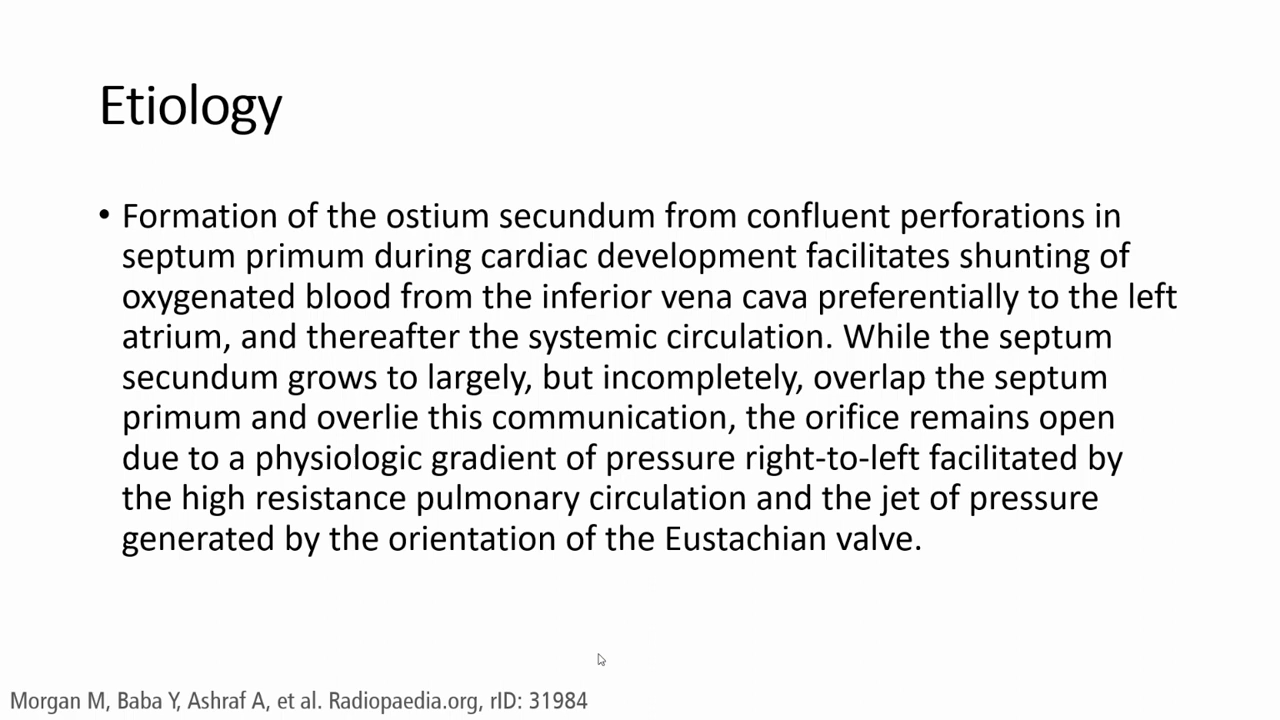 Etiology
• Formation of the ostium secundum from confluent perforations in
septum primum during cardiac development facilitates shunting of
oxygenated blood from the inferior vena cava preferentially to the left
atrium, and thereafter the systemic circulation. While the septum
secundum grows to largely, but incompletely, overlap the septum
primum and overlie this communication, the orifice remains open
due to a physiologic gradient of pressure right-to-left facilitated by
the high resistance pulmonary circulation and the jet of pressure
generated by the orientation of the Eustachian valve.
Morgan M, Baba Y, Ashraf A, et al. Radiopaedia.org, rID: 31984